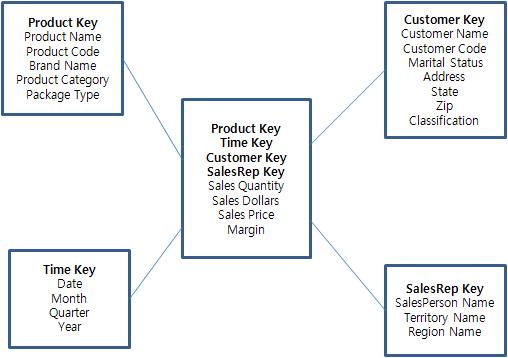 Product Key
Product Name
Product Code
Brand Name
Product Category
Package Type
Customer Key
Customer Name
Customer Code
Marital Status
Address
State
Zip
Classification
Product Key
Time Key
Customer Key
SalesRep Key
Sales Quantity
Sales Dollars
Sales Price
Margin
Time Key
Date
Month
Quarter
Year
SalesRep Key
SalesPerson Name
Territory Name
Region Name